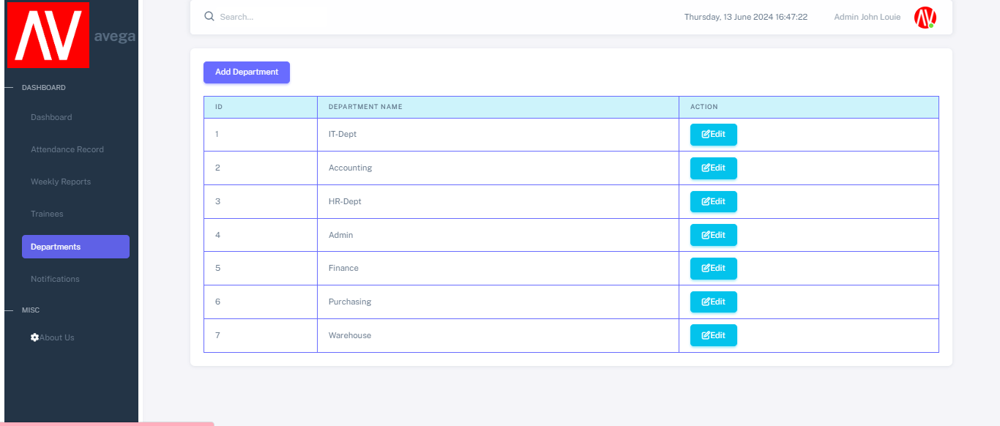 AV avega
DASHBOARD
Dashboard
Attendance Record
Weekly Reports
Trainees
Departments
Notifications
MISC
About Us
Search... Thursday, 13 June 2024 16:47:22 Admin John Louie AV
Add Department
ID DEPARTMENT NAME ACTION
1 IT-Dept Edit
2 Accounting Edit
3 HR-Dept Edit
4 Admin Edit
5 Finance Edit
6 Purchasing Edit
7 Warehouse Edit